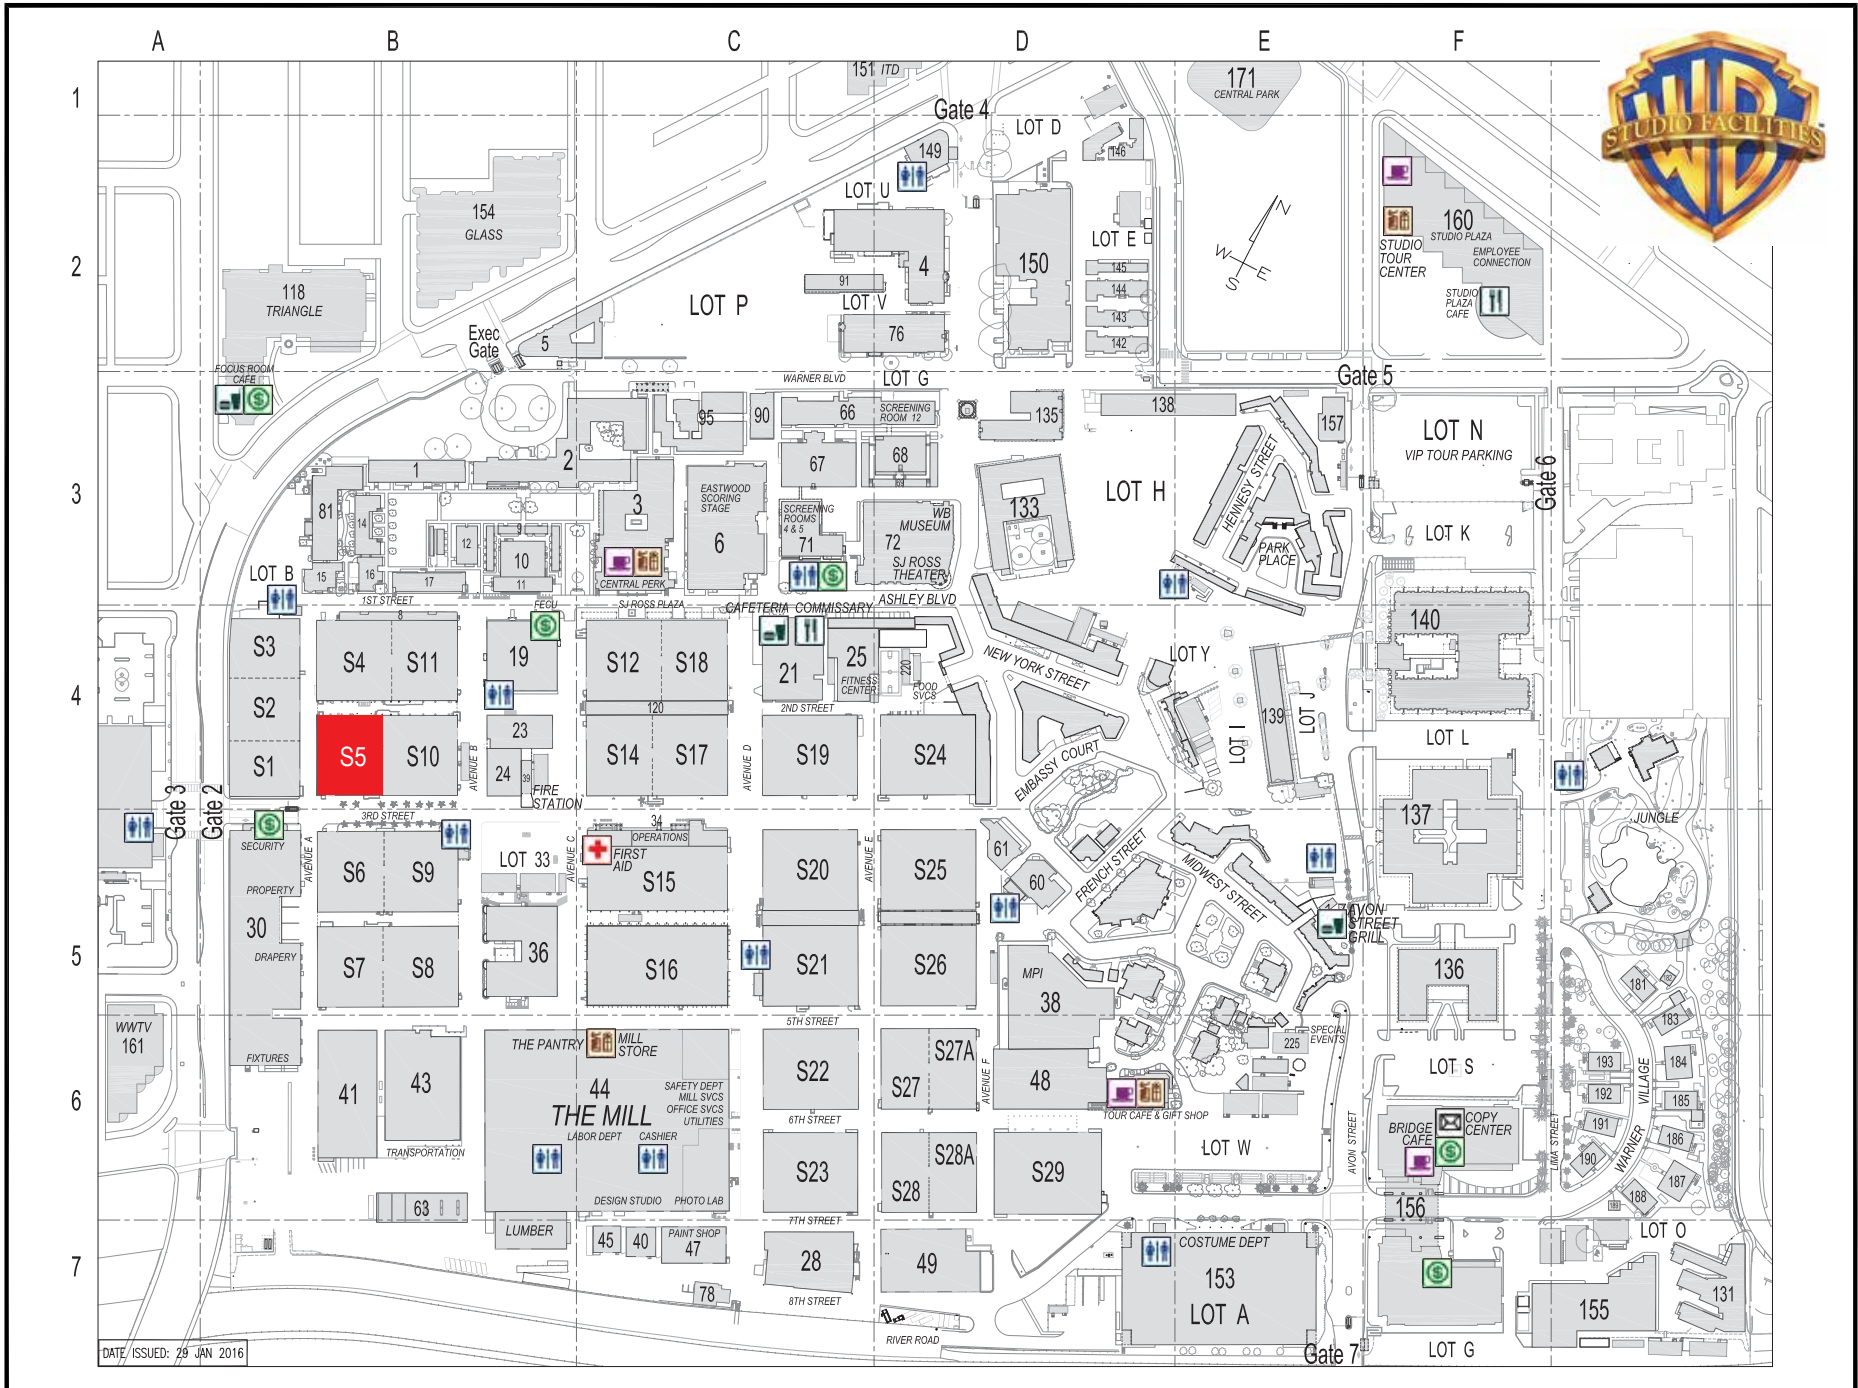 A
B
C
D
E
F
1
2
3
4
5
6
7
STUDIO FACILITIES
WB
TM
151 ITD
Gate 4
171
CENTRAL PARK
LOT D
149
146
LOT U
154
GLASS
4
150
LOT E
160
STUDIO PLAZA
EMPLOYEE
CONNECTION
STUDIO
TOUR
CENTER
STUDIO
PLAZA
CAFE
N
W
E
S
118
TRIANGLE
91
LOT V
LOT P
145
144
143
142
76
Exec
Gate
5
FOCUS ROOM
CAFE
WARNER BLVD
LOT G
Gate 5
95
90
66
SCREENING
ROOM 12
135
138
157
LOT N
VIP TOUR PARKING
Gate 6
1
2
67
68
99
HENNESY STREET
LOT H
81
14
3
EASTWOOD
SCORING
STAGE
6
SCREENING
ROOMS
4 & 5
71
WB
MUSEUM
72
SJ ROSS
THEATER
133
PARK
PLACE
LOT K
12
9
10
11
15
16
17
CENTRAL PERK
LOT B
1ST STREET
FECU
SJ ROSS PLAZA
CAFETERIA COMMISSARY
ASHLEY BLVD
8
S3
S4
S11
19
S12
S18
21
25
FITNESS
CENTER
220
FOOD
SVCS
NEW YORK STREET
LOT Y
140
S2
120
2ND STREET
139
LOT J
LOT I
LOT L
S1
S5
S10
AVENUE B
23
24
39
FIRE
STATION
S14
S17
AVENUE D
S19
S24
EMBASSY COURT
Gate 3
Gate 2
3RD STREET
SECURITY
AVENUE A
S6
S9
LOT 33
AVENUE C
34
OPERATIONS
FIRST
AID
S15
S20
AVENUE E
S25
61
60
FRENCH STREET
MIDWEST STREET
137
JUNGLE
PROPERTY
30
DRAPERY
AVON
STREET
GRILL
S7
S8
36
S16
S21
S26
MPI
38
136
181
182
183
WWTV
161
FIXTURES
5TH STREET
THE PANTRY
MILL
STORE
225
SPECIAL
EVENTS
41
43
44
THE MILL
SAFETY DEPT
MILL SVCS
OFFICE SVCS
UTILITIES
S22
S27A
S27
AVENUE F
48
LOT S
193
184
192
VILLAGE
185
6TH STREET
TOUR CAFE & GIFT SHOP
COPY
CENTER
BRIDGE
CAFE
191
186
TRANSPORTATION
LABOR DEPT
CASHIER
S23
S28A
S28
S29
LOT W
AVON STREET
LIMA STREET
190
WARNER
187
188
189
63
DESIGN STUDIO
PHOTO LAB
156
LUMBER
7TH STREET
45
40
PAINT SHOP
47
28
49
COSTUME DEPT
153
LOT A
LOT O
155
131
78
8TH STREET
RIVER ROAD
Gate 7
LOT G
DATE ISSUED: 29 JAN 2016